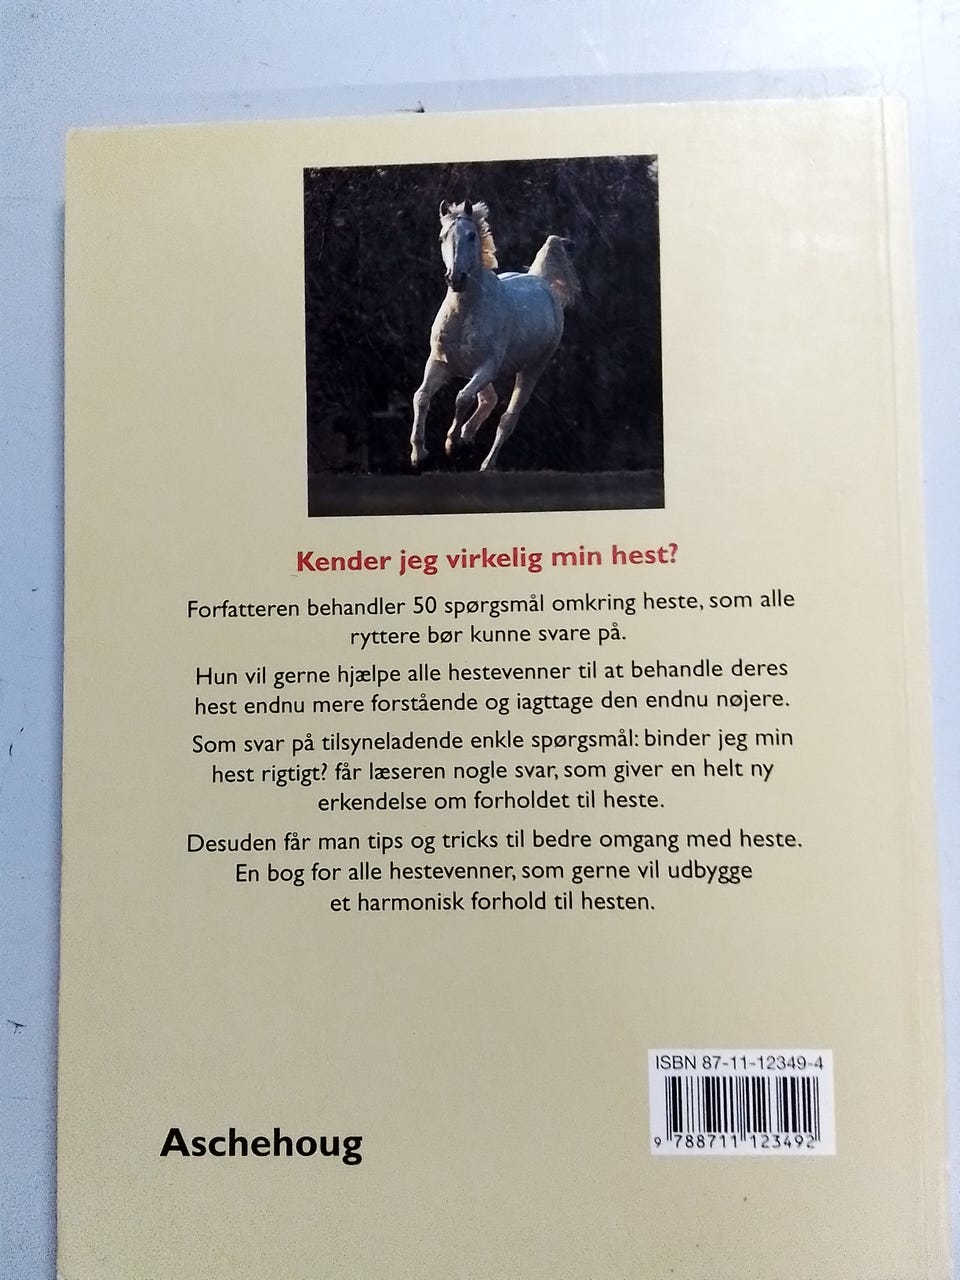 Kender jeg virkelig min hest?
Forfatteren behandler 50 spørgsmål omkring heste, som alle
ryttere bør kunne svare på.
Hun vil gerne hjælpe alle hestevenner til at behandle deres
hest endnu mere forstående og iagttage den endnu nøjere.
Som svar på tilsyneladende enkle spørgsmål: binder jeg min
hest rigtigt? får læseren nogle svar, som giver en helt ny
erkendelse om forholdet til heste.
Desuden får man tips og tricks til bedre omgang med heste.
En bog for alle hestevenner, som gerne vil udbygge
et harmonisk forhold til hesten.
ISBN 87-11-12349-4
9 788711 123492
Aschehoug